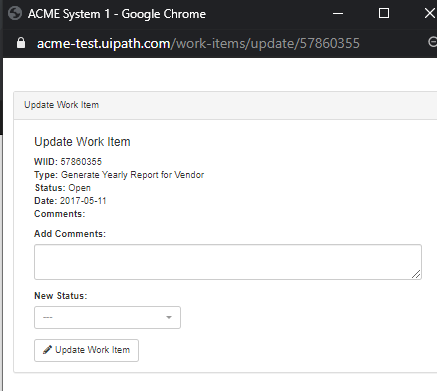 ACME System 1 - Google Chrome
acme-test.uipath.com/work-items/update/57860355
Update Work Item
Update Work Item
WIID: 57860355
Type: Generate Yearly Report for Vendor
Status: Open
Date: 2017-05-11
Comments:
Add Comments:
New Status:
---
Update Work Item